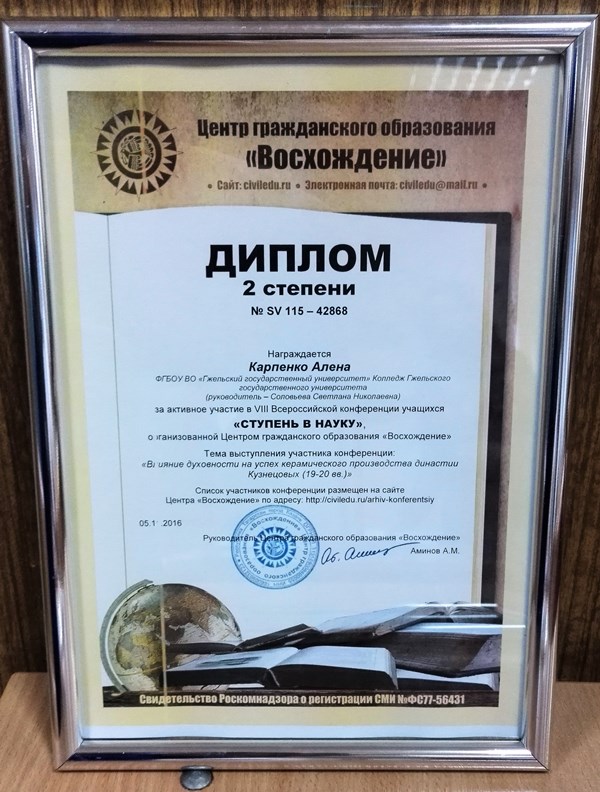 Центр гражданского образования
«Восхождение»
• Сайт: civiledu.ru • Электронная почта: civiledu@mail.ru •
ДИПЛОМ
2 степени
№ SV 115 – 42868
Награждается
Карпенко Алена
ФГБОУ ВО «Гжельский государственный университет» Колледж Гжельского
государственного университета
(руководитель – Соловьева Светлана Николаевна)
за активное участие в VIII Всероссийской конференции учащихся
«СТУПЕНЬ В НАУКУ»,
организованной Центром гражданского образования «Восхождение»
Тема выступления участника конференции:
«Влияние духовности на успех керамического производства династии
Кузнецовых (19-20 вв.)»
Список участников конференции размещен на сайте
Центра «Восхождение» по адресу: http://civiledu.ru/arhiv-konferentsiy
2016
Руководитель Центра гражданского образования «Восхождение»
Аминов А.М.
Свидетельство Роскомнадзора о регистрации СМИ №ФС77-56431